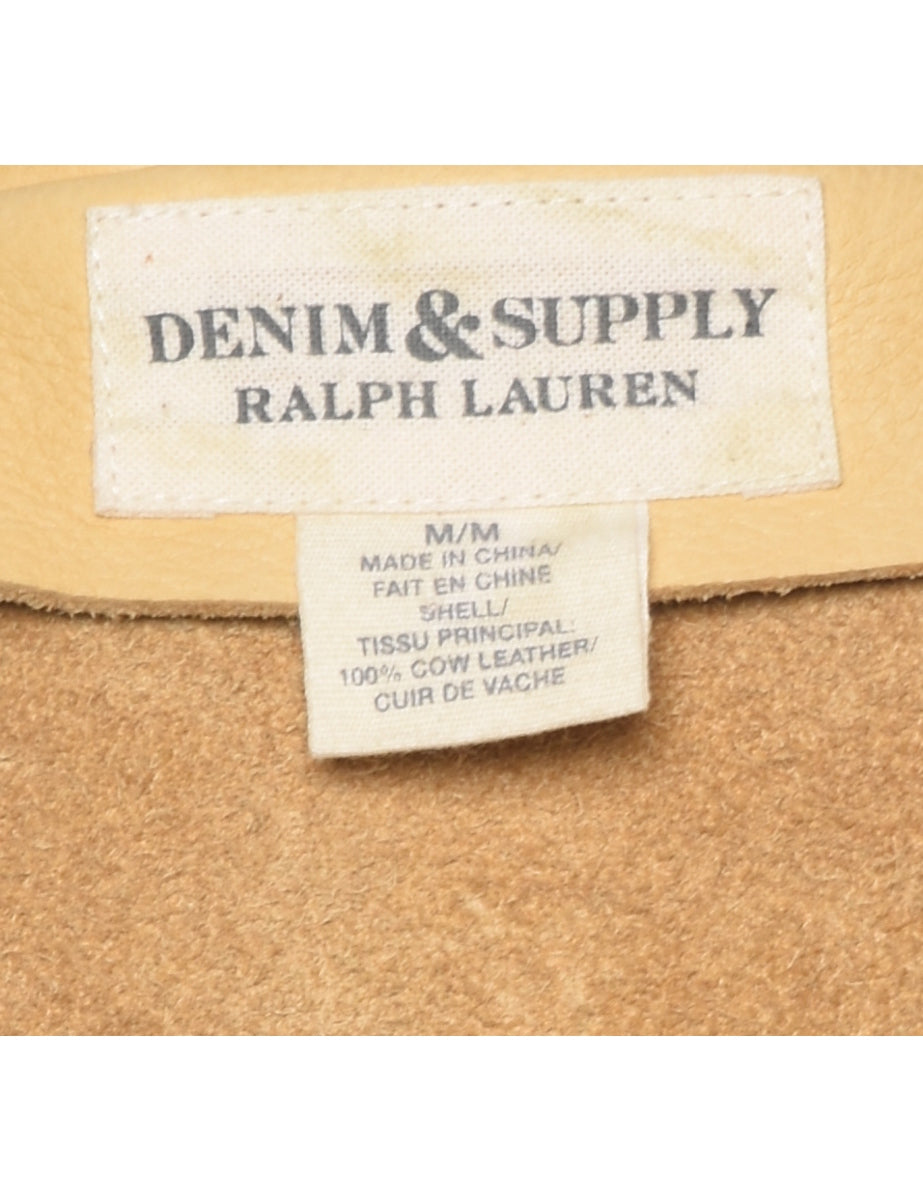 DENIM & SUPPLY
RALPH LAUREN
M/M
MADE IN CHINA/
FAIT EN CHINE
SHELL/
TISSU PRINCIPAL:
100% COW LEATHER/
CUIR DE VACHE